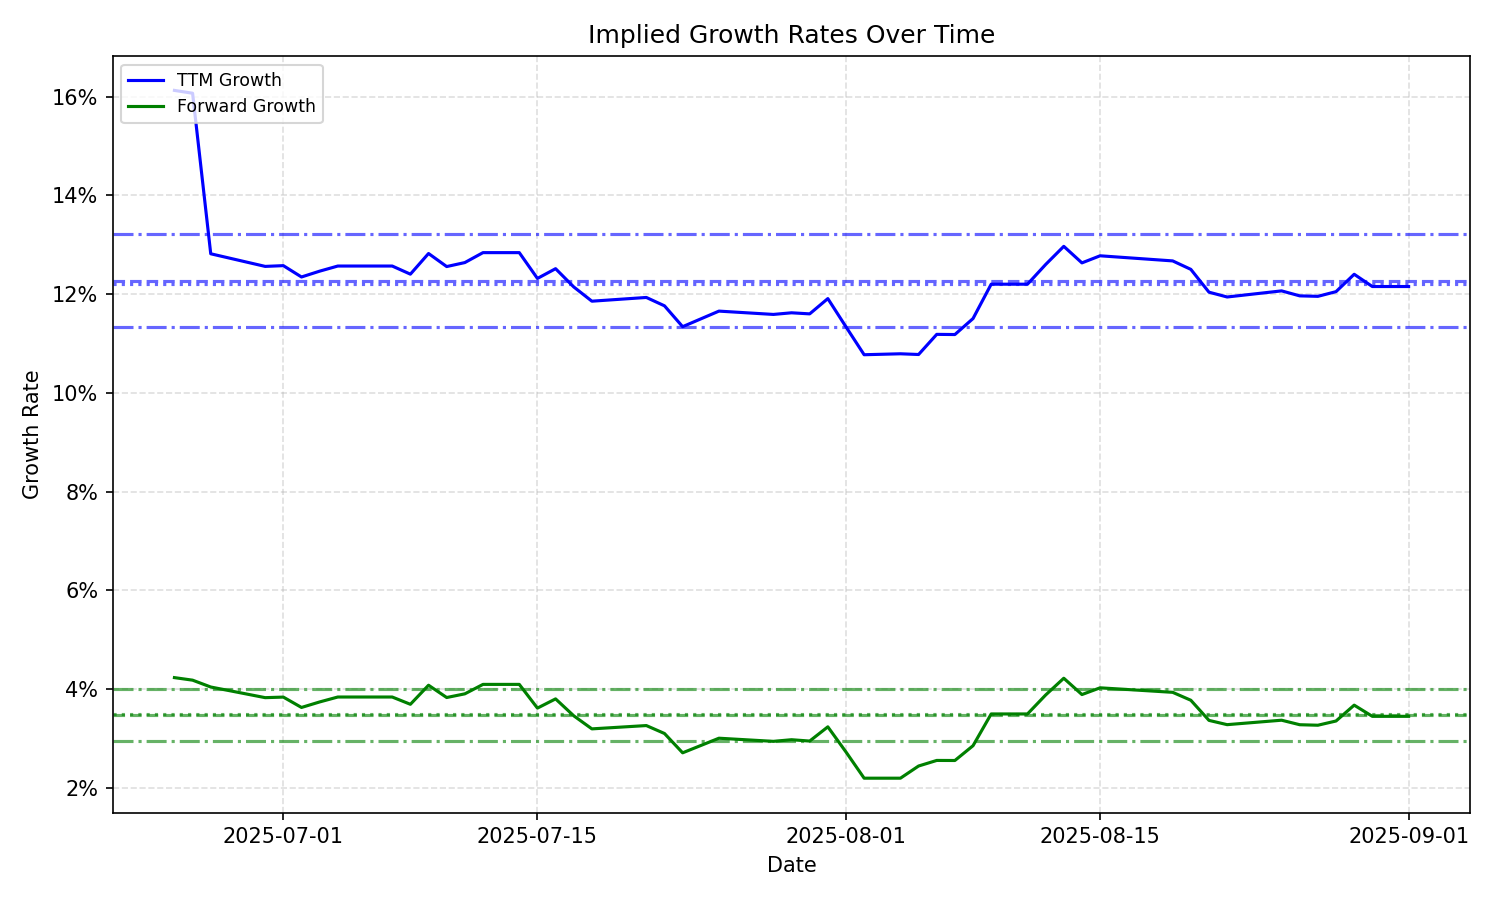 Implied Growth Rates Over Time
TTM Growth
Forward Growth
16%
14%
12%
10%
8%
6%
4%
2%
Growth Rate
2025-07-01
2025-07-15
2025-08-01
2025-08-15
2025-09-01
Date